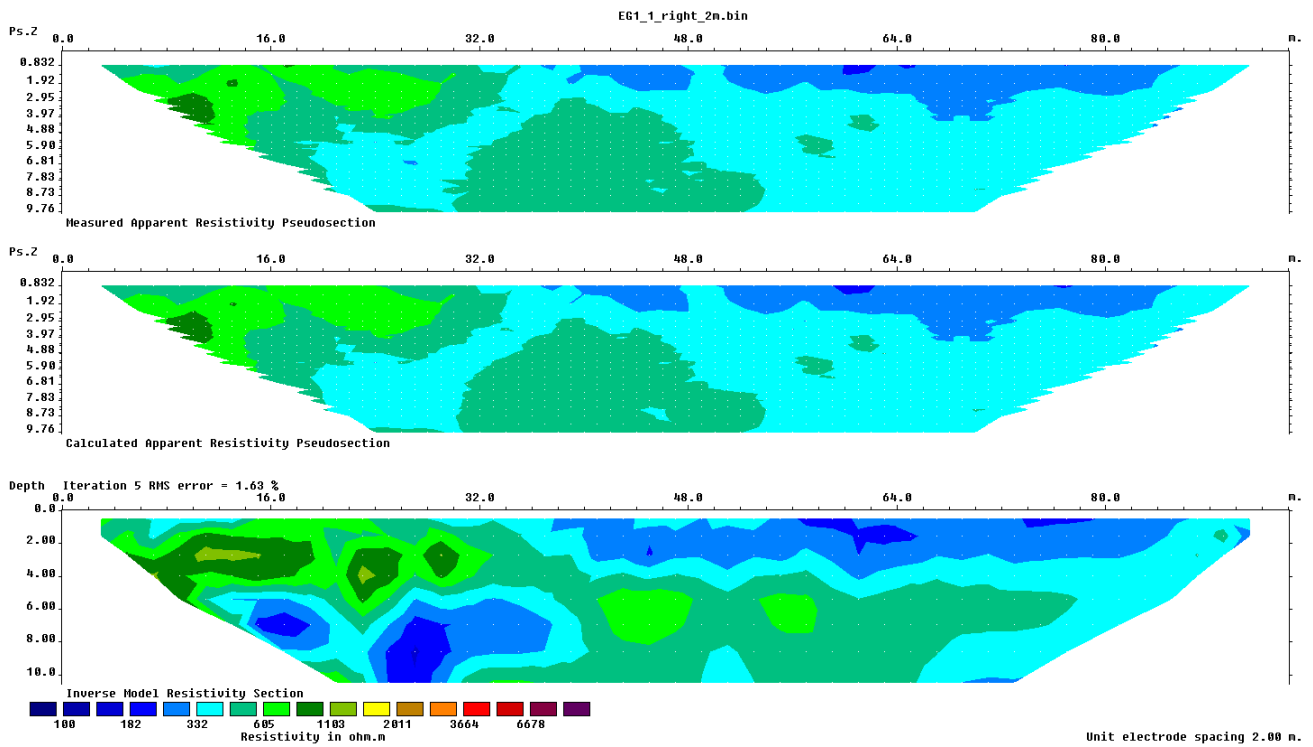 EG1_1_right_2m.bin
Ps.Z 0.0 16.0 32.0 48.0 64.0 80.0 m.
0.832
1.92
2.95
3.97
4.88
5.90
6.81
7.83
8.73
9.76
Measured Apparent Resistivity Pseudosection
Ps.Z 0.0 16.0 32.0 48.0 64.0 80.0 m.
0.832
1.92
2.95
3.97
4.88
5.90
6.81
7.83
8.73
9.76
Calculated Apparent Resistivity Pseudosection
Depth Iteration 5 RMS error = 1.63 %
0.0 16.0 32.0 48.0 64.0 80.0 m.
0.0
2.00
4.00
6.00
8.00
10.0
Inverse Model Resistivity Section
100 182 332 605 1103 2011 3664 6678
Resistivity in ohm.m
Unit electrode spacing 2.00 m.